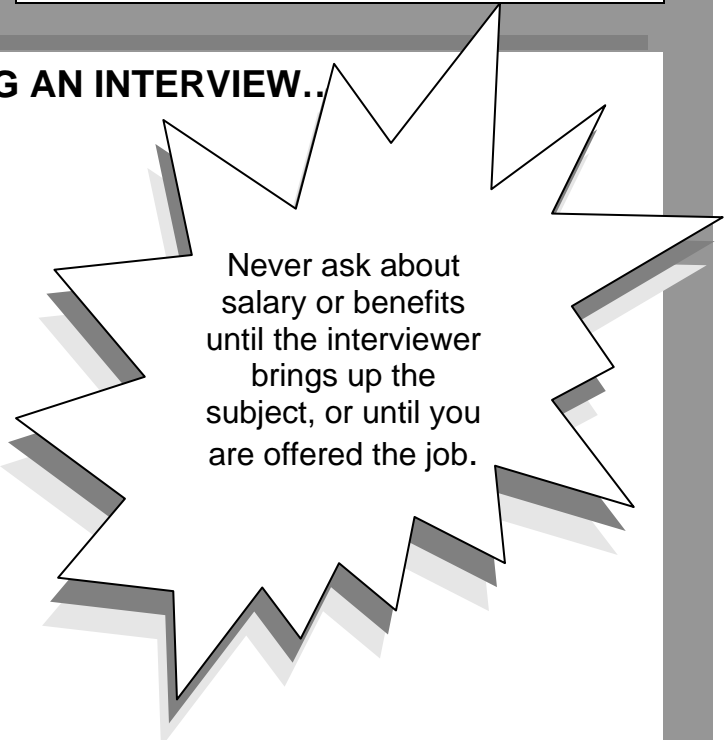 G AN INTERVIEW..
Never ask about
salary or benefits
until the interviewer
brings up the
subject, or until you
are offered the job.